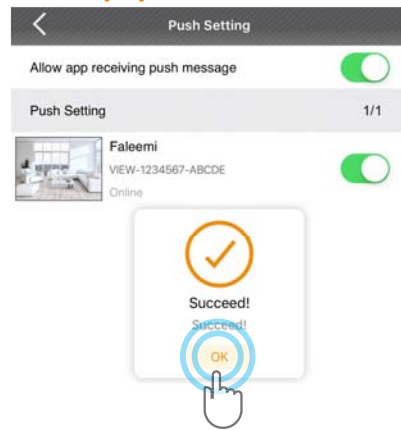 Push Setting
Allow app receiving push message
Push Setting 1/1
Faleemi
VIEW-1234567-ABCDE
Online
Succeed!
Succeed!
OK